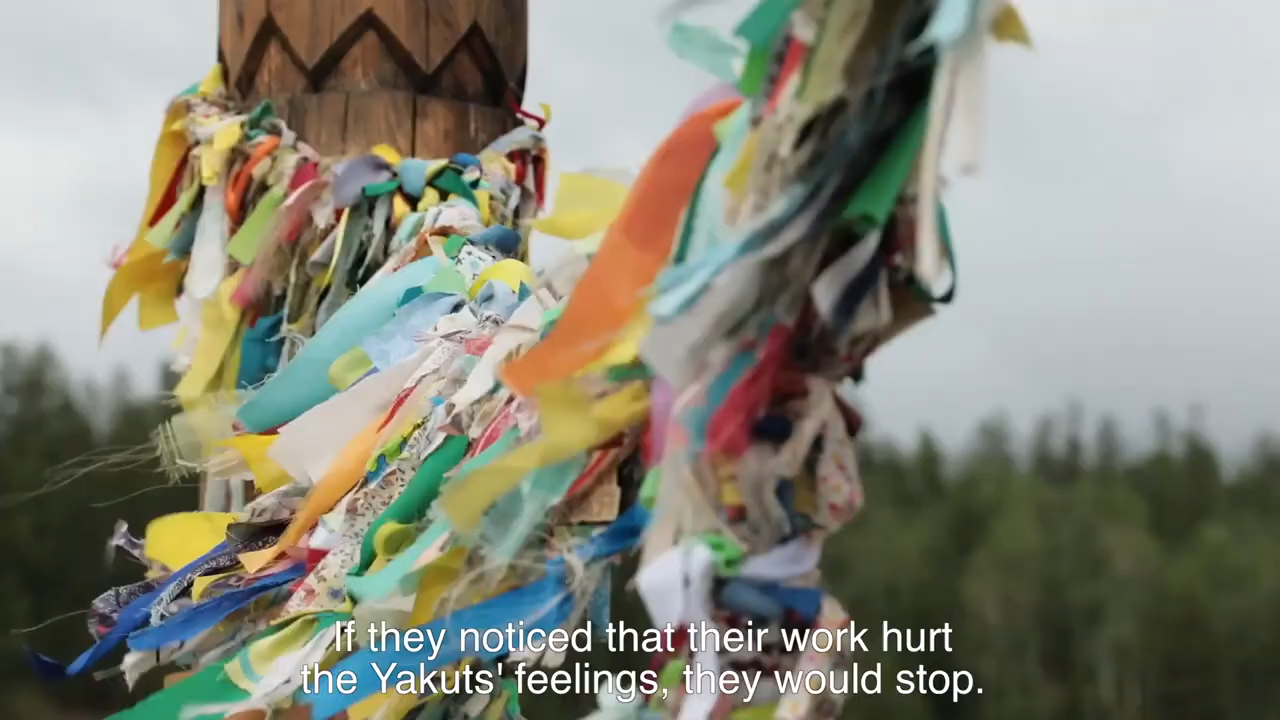 If they noticed that their work hurt
the Yakuts' feelings, they would stop.